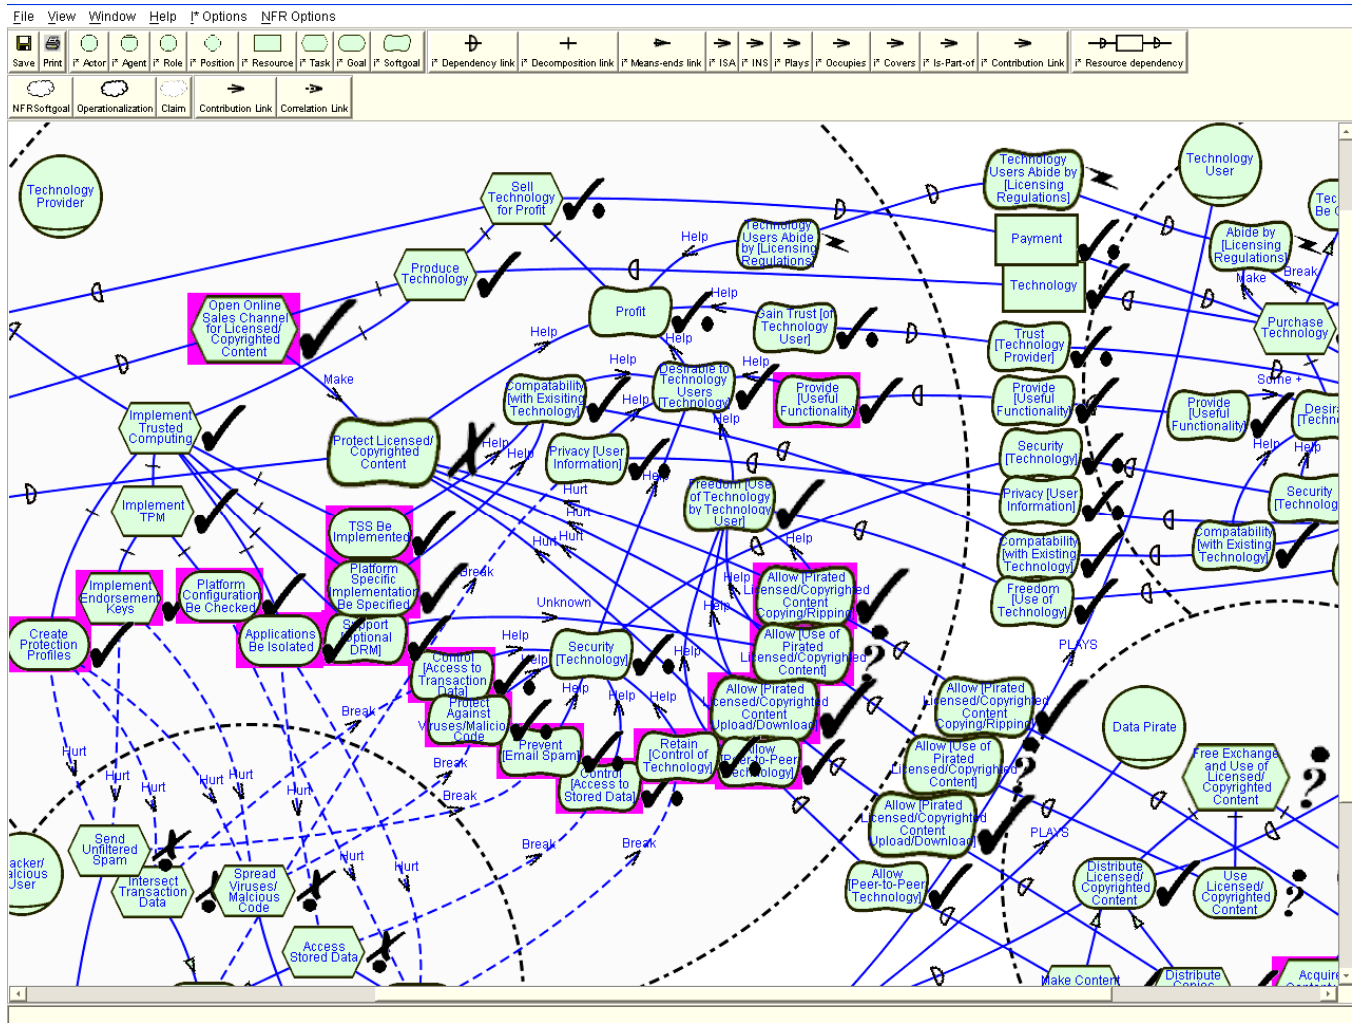 File View Window Help I* Options NFR Options
Save Print i* Actor i* Agent i* Role i* Position i* Resource i* Task i* Goal i* Softgoal i* Dependency link i* Decomposition link i* Means-ends link i* ISA i* INS i* Plays i* Occupies i* Covers i* Is-Part-of i* Contribution Link i* Resource dependency
NFRSoftgoal Operationalization Claim Contribution Link Correlation Link
Technology
Provider
Sell
Technology
for Profit
Technology
Users Abide by
[Licensing
Regulations]
Technology
User
Technology
Users Abide
by [Licensing
Regulations]
Help
Payment
Abide by
[Licensing
Regulations]
Produce
Technology
Technology
Make
Break
Open Online
Sales Channel
for Licensed/
Copyrighted
Content
Profit
Help
Gain Trust [of
Technology
User]
Purchase
Technology
Help
Help
Trust
[Technology
Provider]
Help
Help
Make
Compatability
[with Exisiting
Technology]
Desirable to
Technology
Users
[Technology]
Provide
[Useful
Functionality]
Provide
[Useful
Functionality]
Some +
Provide
[Useful
Functionality]
Implement
Trusted
Computing
Help
Help
Protect Licensed/
Copyrighted
Content
Help
Help
Privacy [User
Information]
Security
[Technology]
Help
Help
Help
Implement
TPM
Hurt
Hurt
Hurt
Hurt
Freedom [Use
of Technology
by Technology
User]
Privacy [User
Information]
Security
[Technology]
TSS Be
Implemented
Help
Compatability
[with Existing
Technology]
Compatability
[with Existing
Technology]
Platform
Specific
Implementation
Be Specified
Break
Help
Help
Allow [Pirated
Licensed/Copyrighted
Content
Copying/Ripping]
Freedom
[Use of
Technology]
Implement
Endorsement
Keys
Platform
Configuration
Be Checked
Unknown
Create
Protection
Profiles
Applications
Be Isolated
Support
[optional
DRM]
Help
Help
Security
[Technology]
Allow [Use of
Pirated
Licensed/Copyrighted
Content]
PLAYS
Control
[Access to
Transaction
Data]
Help
Help
Help
Allow [Pirated
Licensed/Copyrighted
Content
Upload/Download]
Allow [Pirated
Licensed/Copyrighted
Content
Copying/Ripping]
Data Pirate
Protect
Against
Viruses/Malicious
Code
Break
Prevent
[Email Spam]
Retain
[Control of
Technology]
Allow
[Peer-to-Peer
Technology]
Allow [Use of
Pirated
Licensed/Copyrighted
Content]
Free Exchange
and Use of
Licensed/
Copyrighted
Content
Control
[Access to
Stored Data]
Hurt
Hurt
Hurt
Hurt
Hurt
Hurt
Break
Break
Allow [Pirated
Licensed/Copyrighted
Content
Upload/Download]
PLAYS
Send
Unfiltered
Spam
Break
Break
Hurt
Hurt
Intersect
Transaction
Data
Spread
Viruses/
Malicious
Code
Allow
[Peer-to-Peer
Technology]
Distribute
Licensed/
Copyrighted
Content
Use
Licensed/
Copyrighted
Content
User
Access
Stored Data
Make Content
Distribute